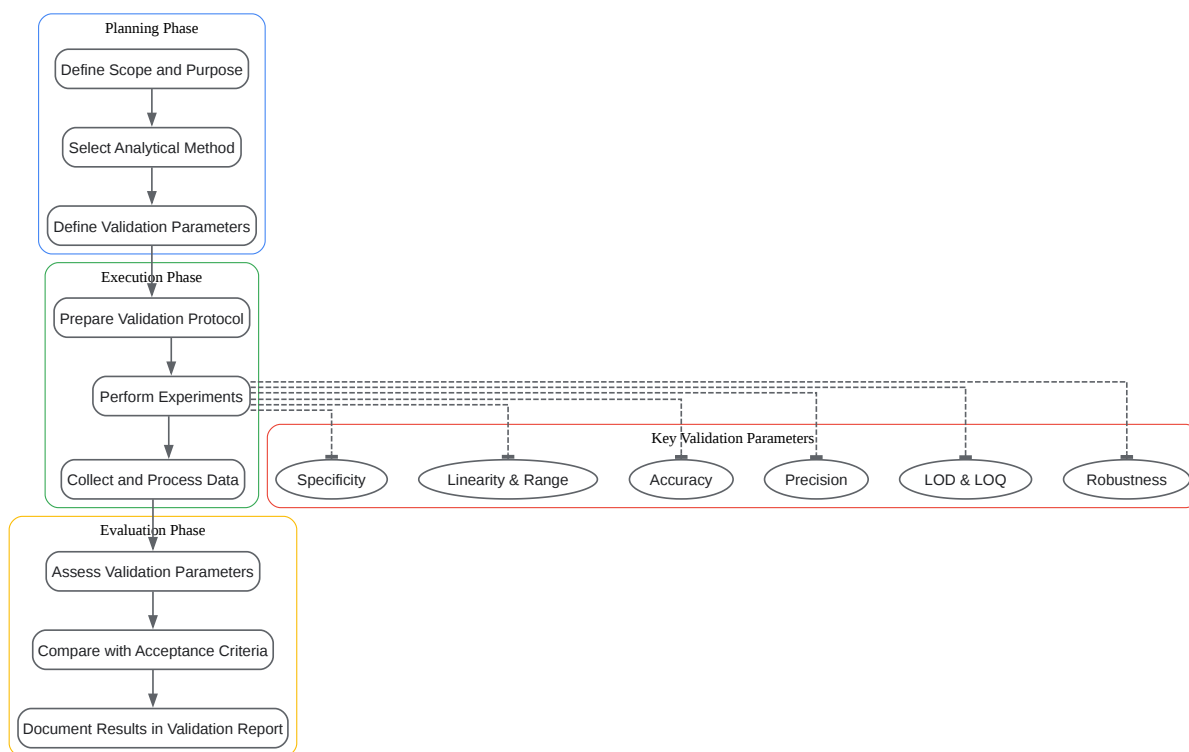 Planning Phase
Define Scope and Purpose
Select Analytical Method
Define Validation Parameters
Execution Phase
Prepare Validation Protocol
Perform Experiments
Key Validation Parameters
Collect and Process Data
Specificity
Linearity & Range
Accuracy
Precision
LOD & LOQ
Robustness
Evaluation Phase
Assess Validation Parameters
Compare with Acceptance Criteria
Document Results in Validation Report